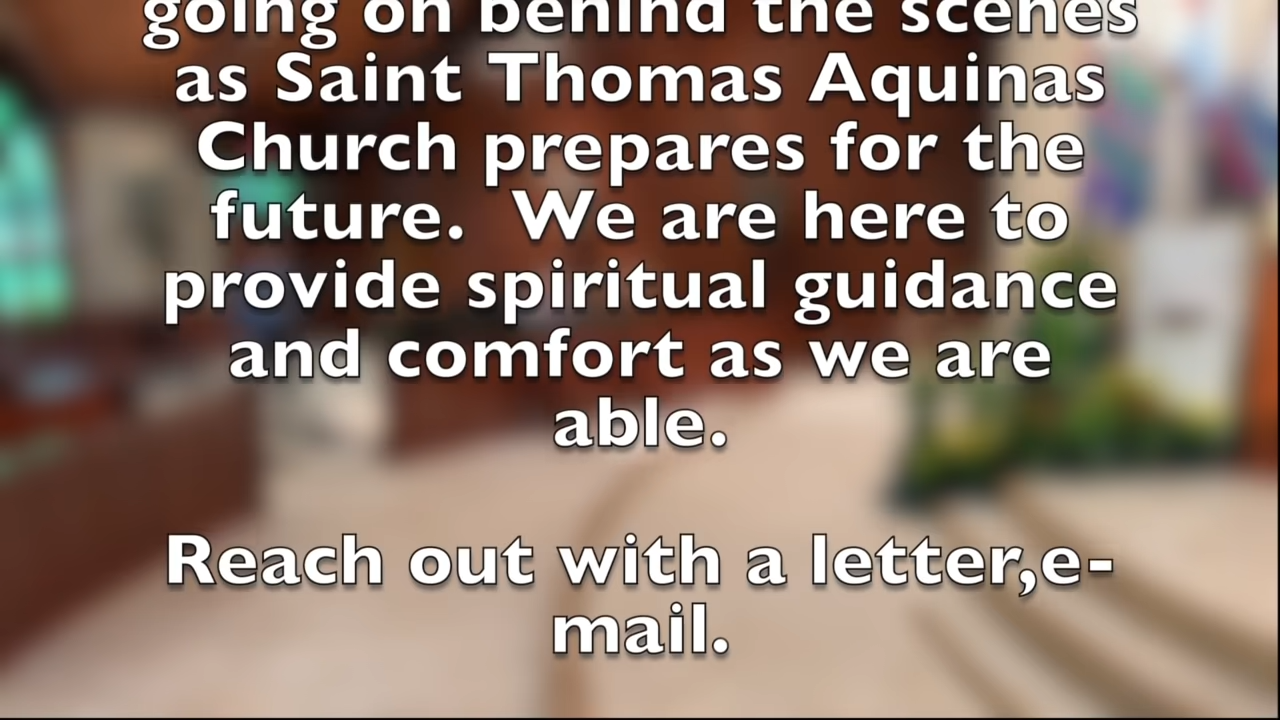 going on behind the scenes
as Saint Thomas Aquinas
Church prepares for the
future.  We are here to
provide spiritual guidance
and comfort as we are
able.
Reach out with a letter,e-
mail.